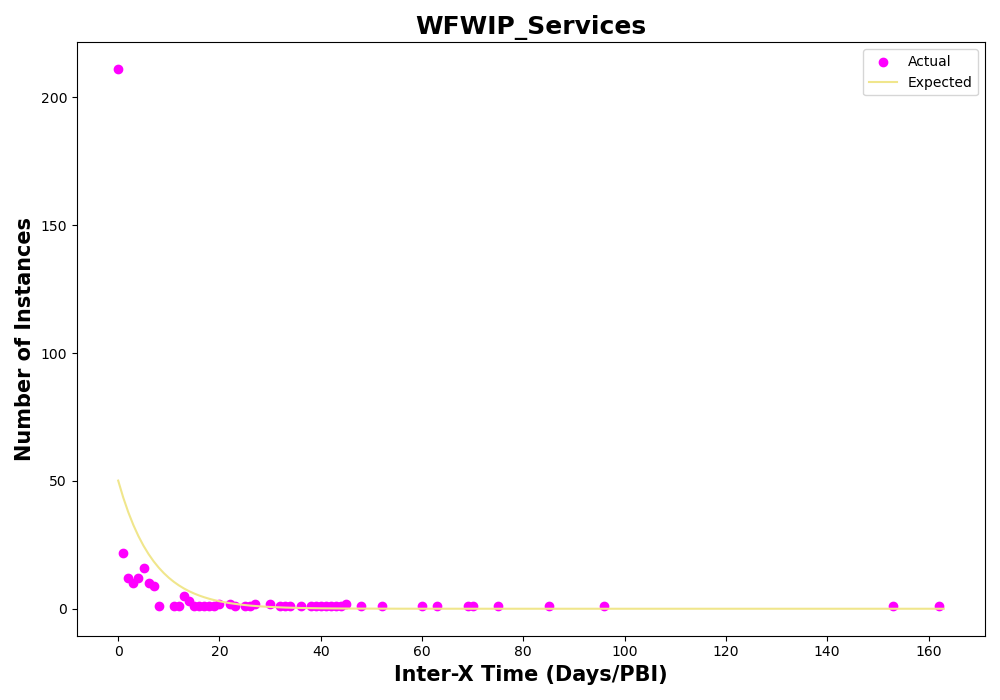 WFWIP_Services
Actual
Expected
200
150
100
50
0
Number of Instances
0 20 40 60 80 100 120 140 160
Inter-X Time (Days/PBI)